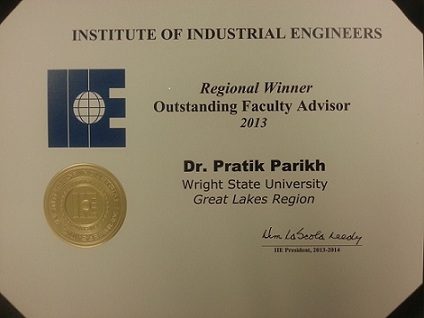 INSTITUTE OF INDUSTRIAL ENGINEERS
Regional Winner
Outstanding Faculty Advisor
2013
Dr. Pratik Parikh
Wright State University
Great Lakes Region
IIE President, 2013-2014